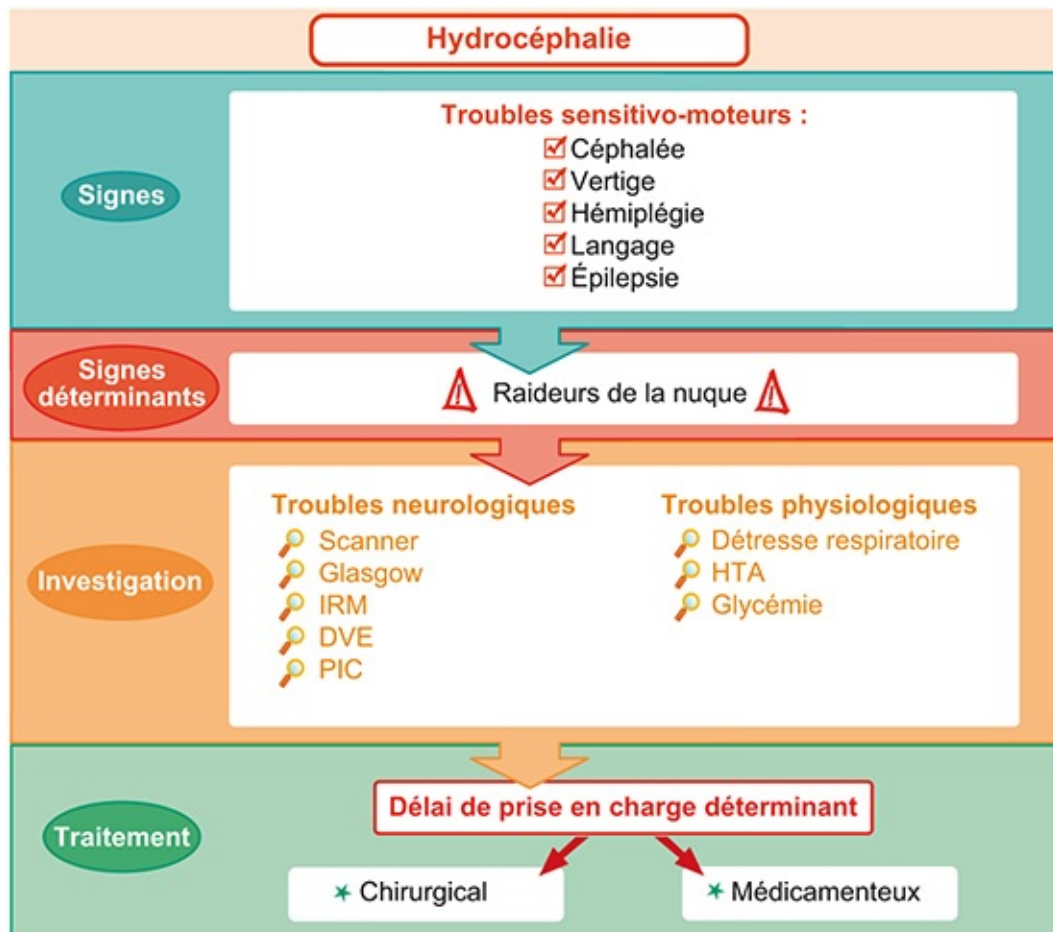 Hydrocéphalie
Signes
Troubles sensitivo-moteurs :
Céphalée
Vertige
Hémiplégie
Langage
Épilepsie
Signes
déterminants
Raideurs de la nuque
Investigation
Troubles neurologiques
Scanner
Glasgow
IRM
DVE
PIC
Troubles physiologiques
Détresse respiratoire
HTA
Glycémie
Traitement
Délai de prise en charge déterminant
Chirurgical
Médicamenteux